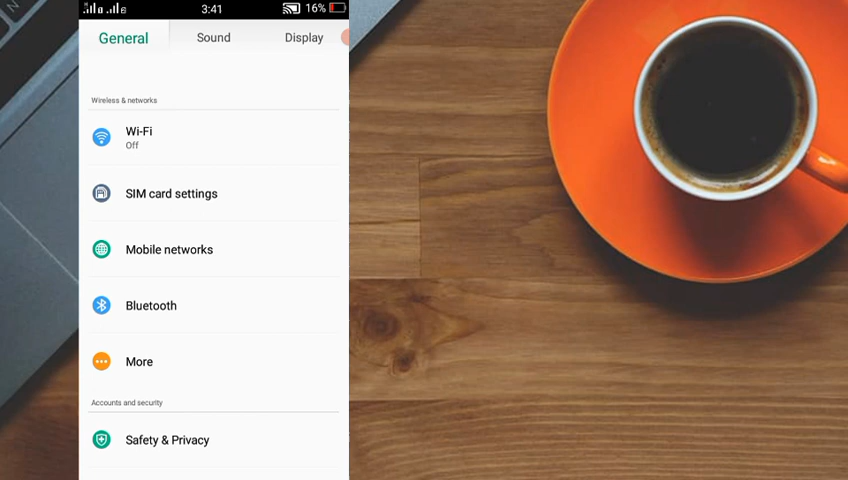 3:41
16%
General
Sound
Display
Wireless & networks
Wi-Fi
Off
SIM card settings
Mobile networks
Bluetooth
More
Accounts and security
Safety & Privacy